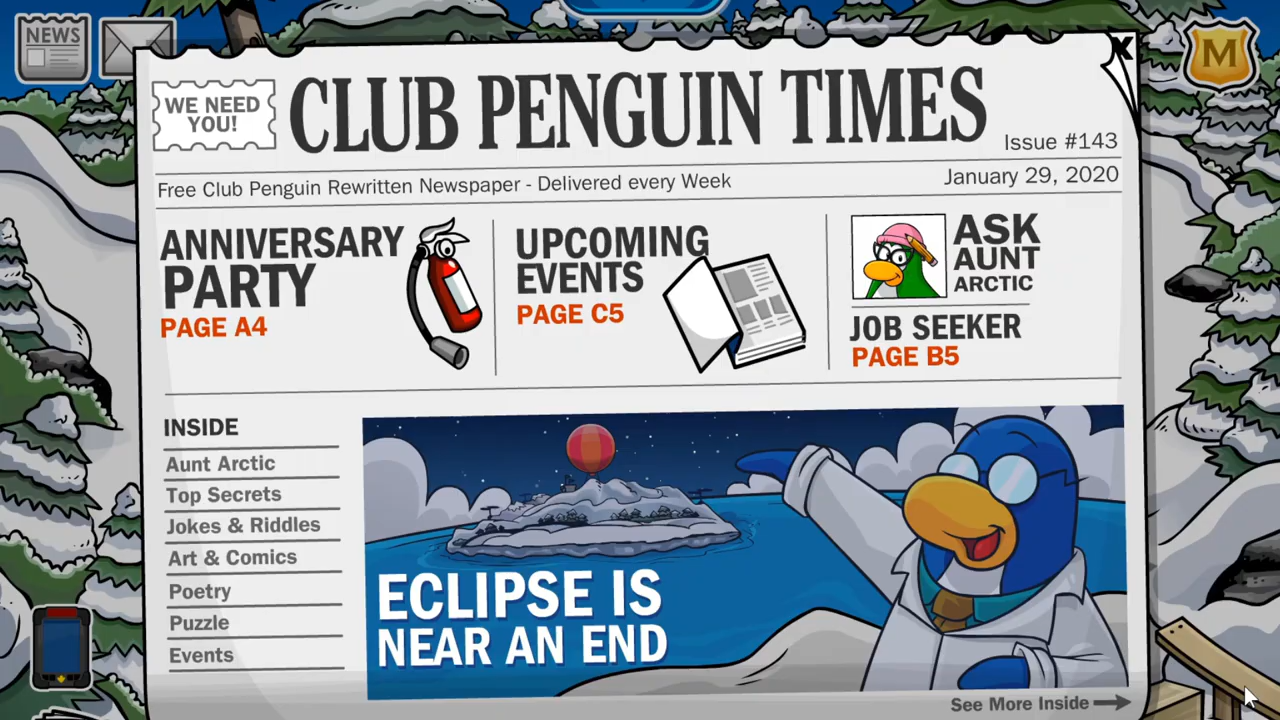 NEWS
M
WE NEED
YOU!
CLUB PENGUIN TIMES
Issue #143
Free Club Penguin Rewritten Newspaper - Delivered every Week
January 29, 2020
ANNIVERSARY
PARTY
PAGE A4
UPCOMING
EVENTS
PAGE C5
ASK
AUNT
ARCTIC
JOB SEEKER
PAGE B5
INSIDE
Aunt Arctic
Top Secrets
Jokes & Riddles
Art & Comics
Poetry
Puzzle
Events
ECLIPSE IS
NEAR AN END
See More Inside